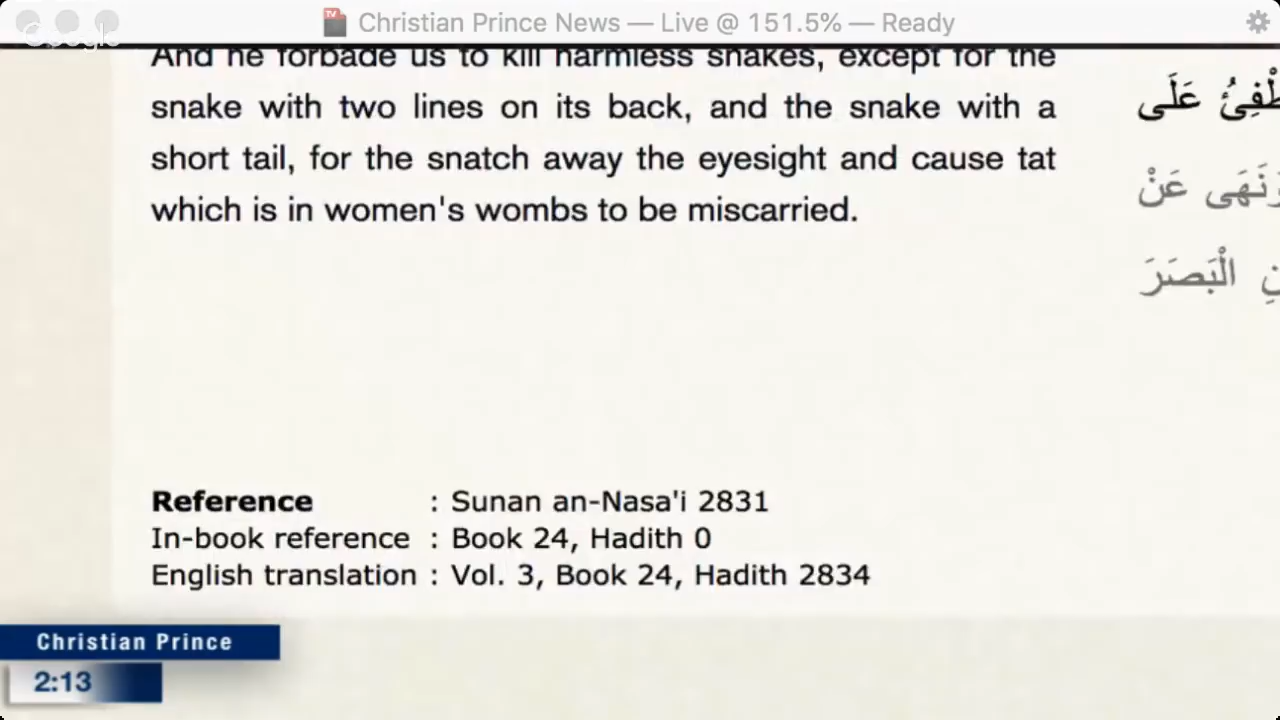 Christian Prince News — Live @ 151.5% — Ready
Google
And he forbade us to kill harmless snakes, except for the
snake with two lines on its back, and the snake with a
short tail, for the snatch away the eyesight and cause tat
which is in women's wombs to be miscarried.
عَلَى
وَنَهَى عَنْ
الْبَصَرَ
Reference : Sunan an-Nasa'i 2831
In-book reference : Book 24, Hadith 0
English translation : Vol. 3, Book 24, Hadith 2834
Christian Prince
2:13